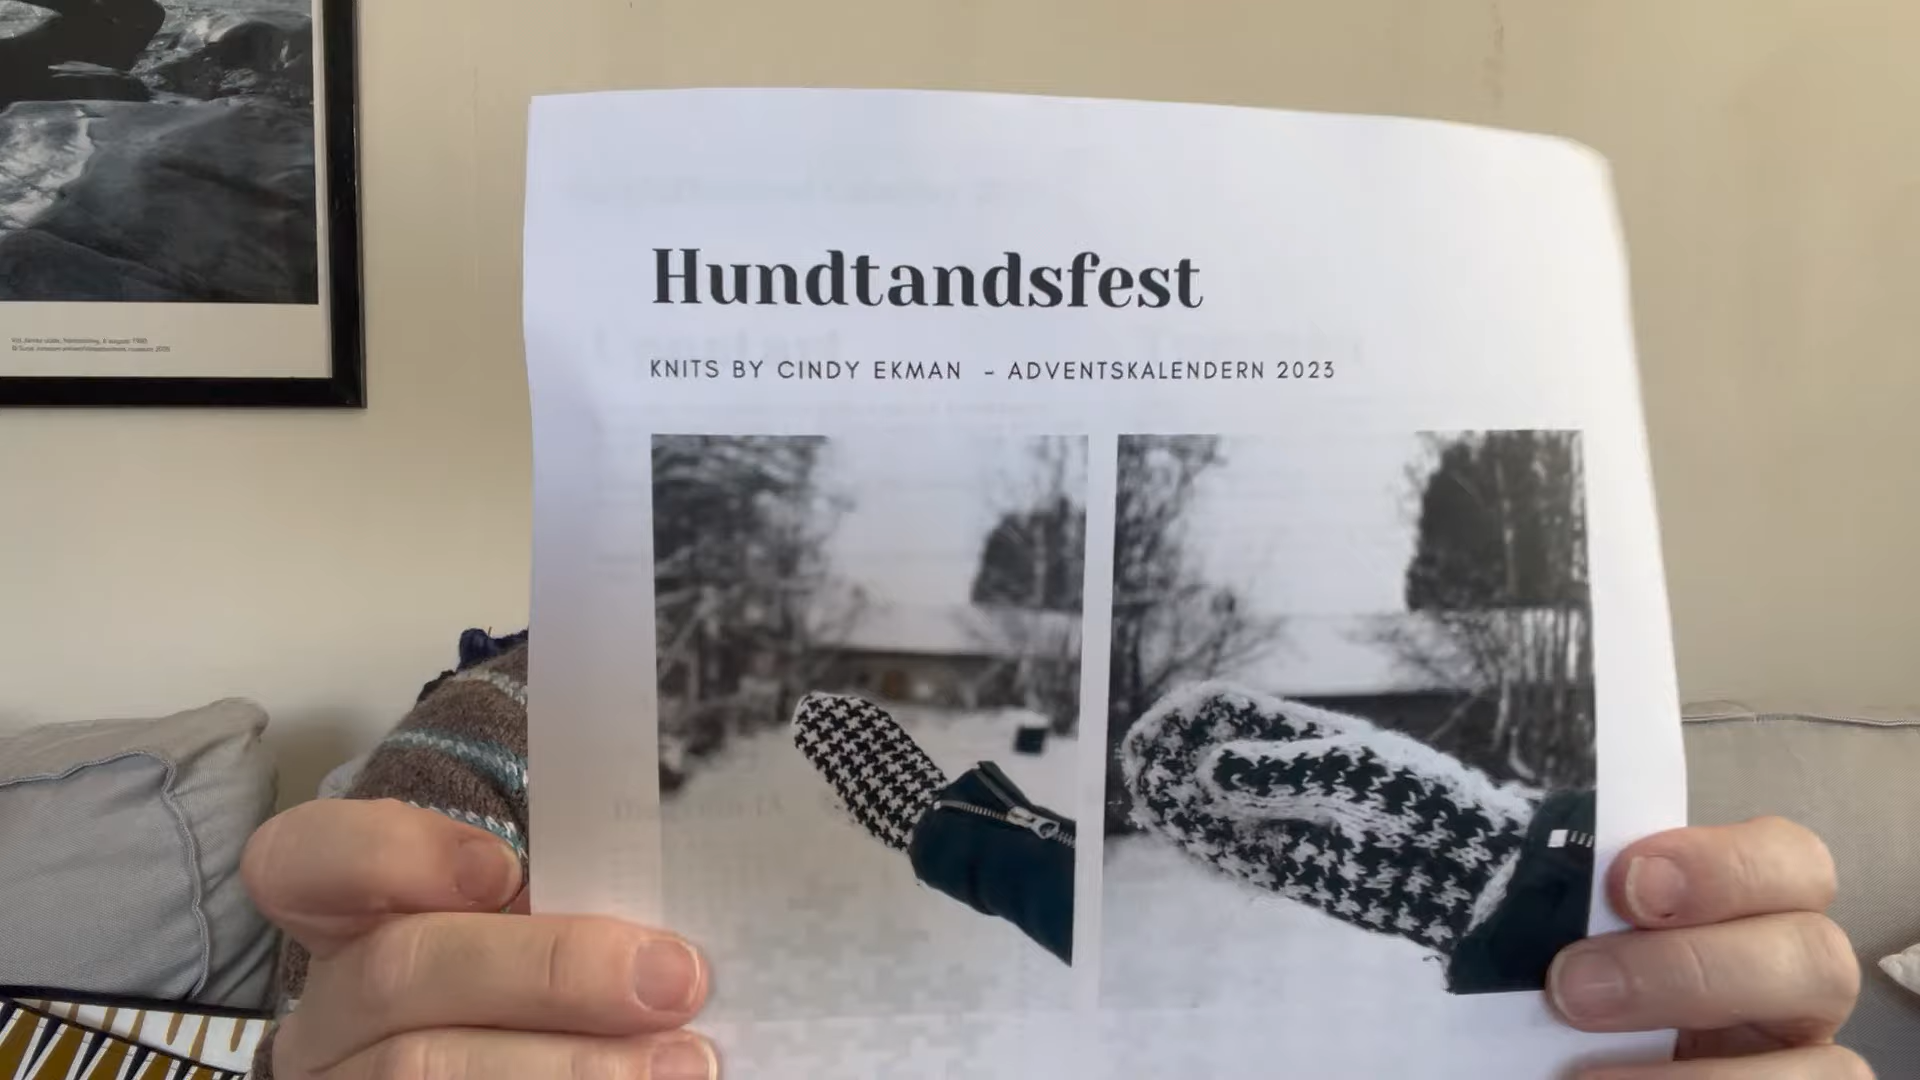 Hundtandsfest
KNITS BY CINDY EKMAN - ADVENTSKALENDERN 2023